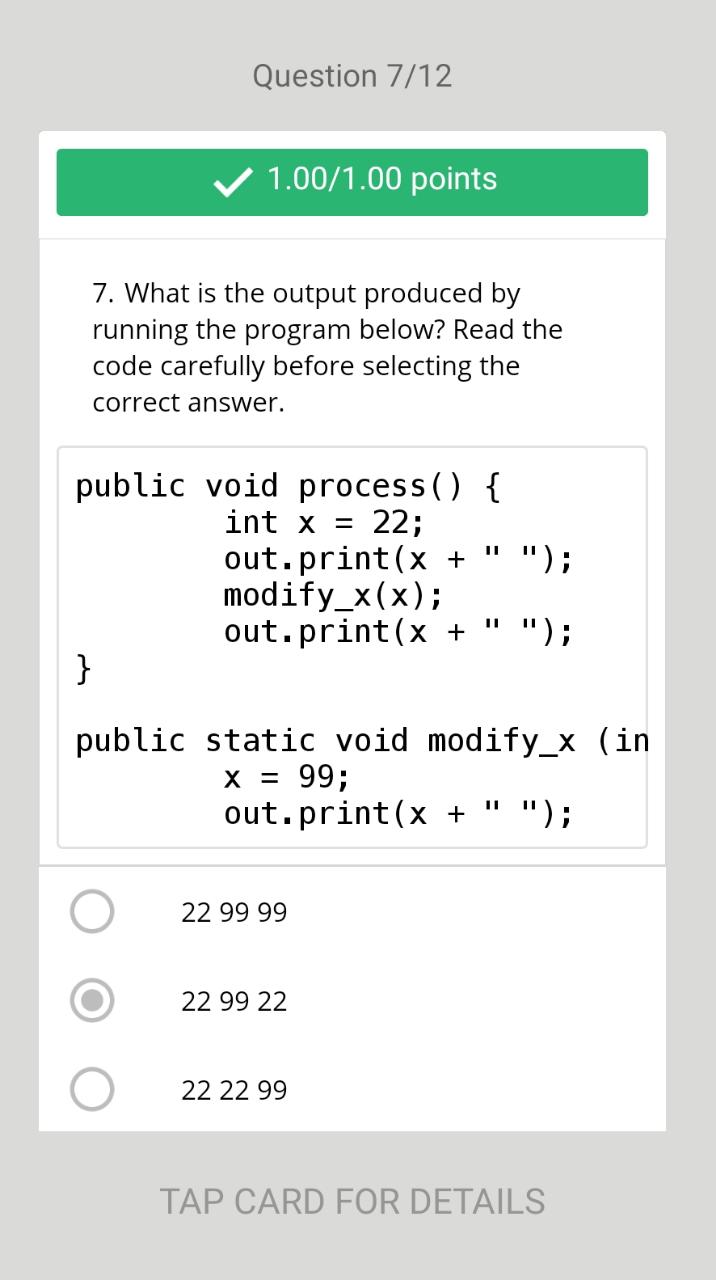 Question 7/12
1.00/1.00 points
7. What is the output produced by
running the program below? Read the
code carefully before selecting the
correct answer.
public void process() {
int x = 22;
out.print(x + " ");
modify_x(x);
out.print(x + " ");
}
public static void modify_x (in
x = 99;
out.print(x + " ");
22 99 99
22 99 22
22 22 99
TAP CARD FOR DETAILS